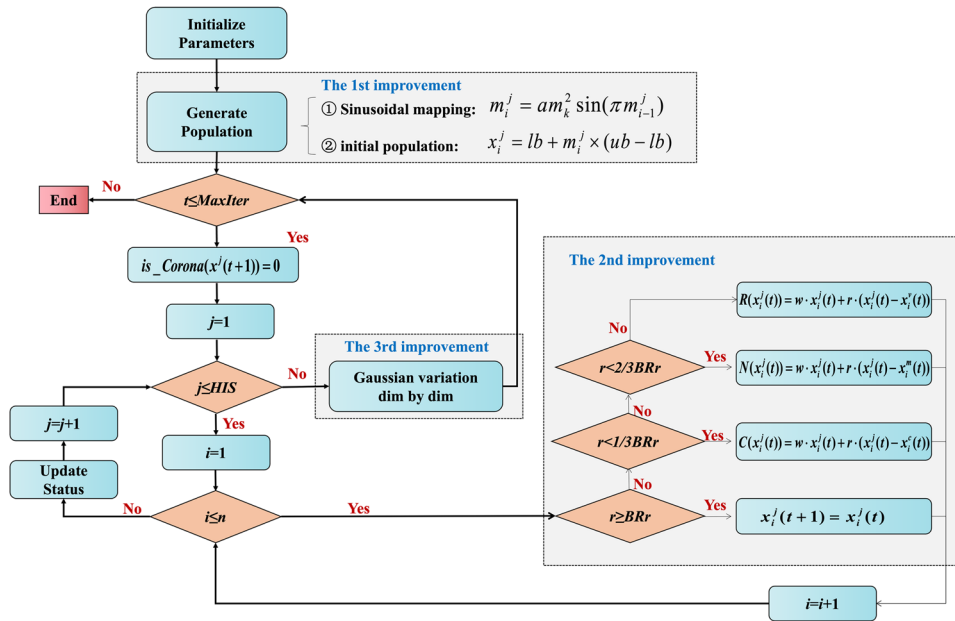 Initialize
Parameters
The 1st improvement
Generate
Population
① Sinusoidal mapping: m_i^j = am_k^2 sin(πm_{i-1}^j)
② initial population: x_i^j = lb + m_i^j × (ub − lb)
End
No
t≤MaxIter
Yes
is_Corona(x^j(t+1))=0
j=1
The 3rd improvement
j≤HIS
No
Gaussian variation
dim by dim
Yes
j=j+1
i=1
Update
Status
No
i≤n
Yes
The 2nd improvement
R(x_i^j(t))=w·x_i^j(t)+r·(x_i^j(t)−x_i^r(t))
No
r<2/3BRr
Yes
N(x_i^j(t))=w·x_i^j(t)+r·(x_i^j(t)−x_i^m(t))
No
r<1/3BRr
Yes
C(x_i^j(t))=w·x_i^j(t)+r·(x_i^j(t)−x_i^c(t))
No
r≥BRr
Yes
x_i^j(t+1) = x_i^j(t)
i=i+1